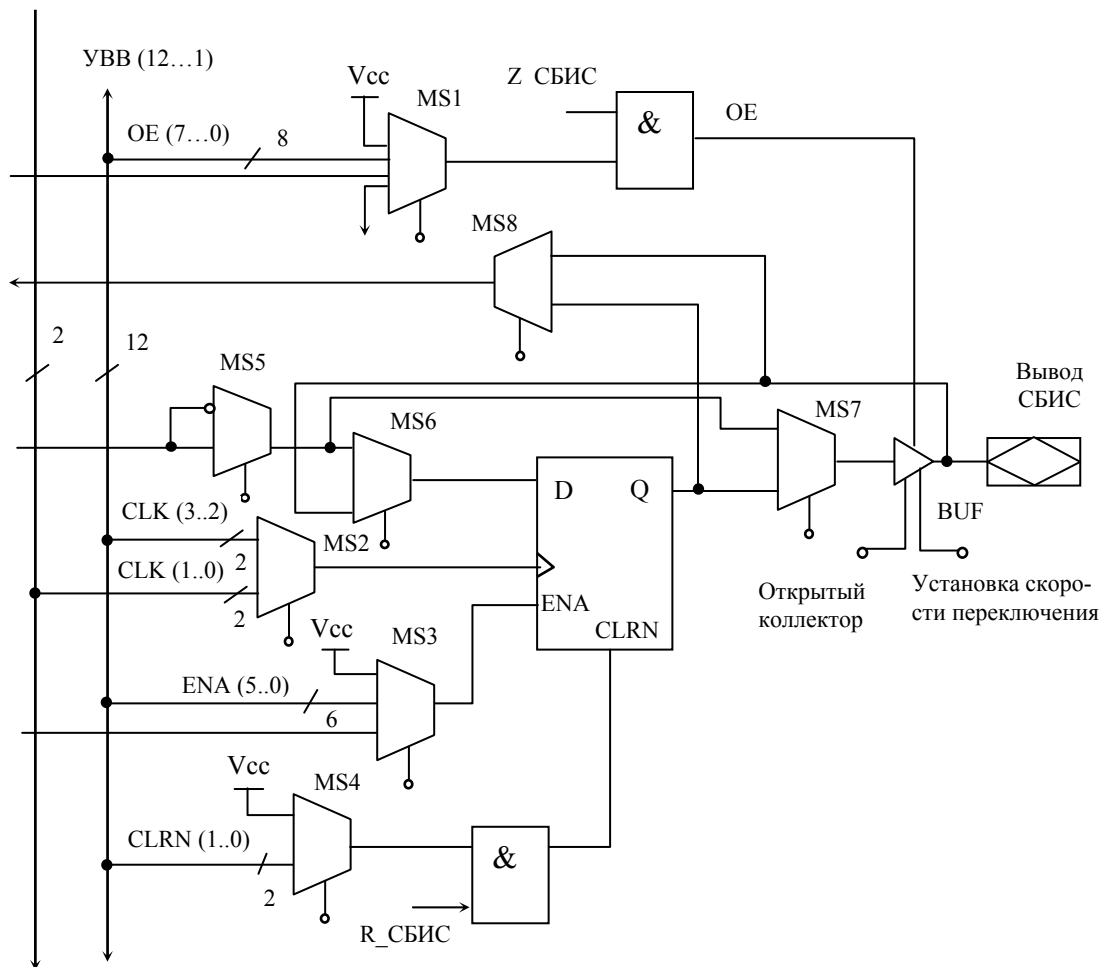 УВВ (12…1)
Vcc
MS1
Z_СБИС
OE (7…0)
8
&
OE
MS8
2
12
MS5
MS6
MS7
Вывод
СБИС
D
Q
BUF
CLK (3..2)
2
MS2
CLK (1..0)
2
ENA
CLRN
Открытый
коллектор
Установка скоро-
сти переключения
Vcc
MS3
ENA (5..0)
6
Vcc
MS4
CLRN (1..0)
2
&
R_СБИС